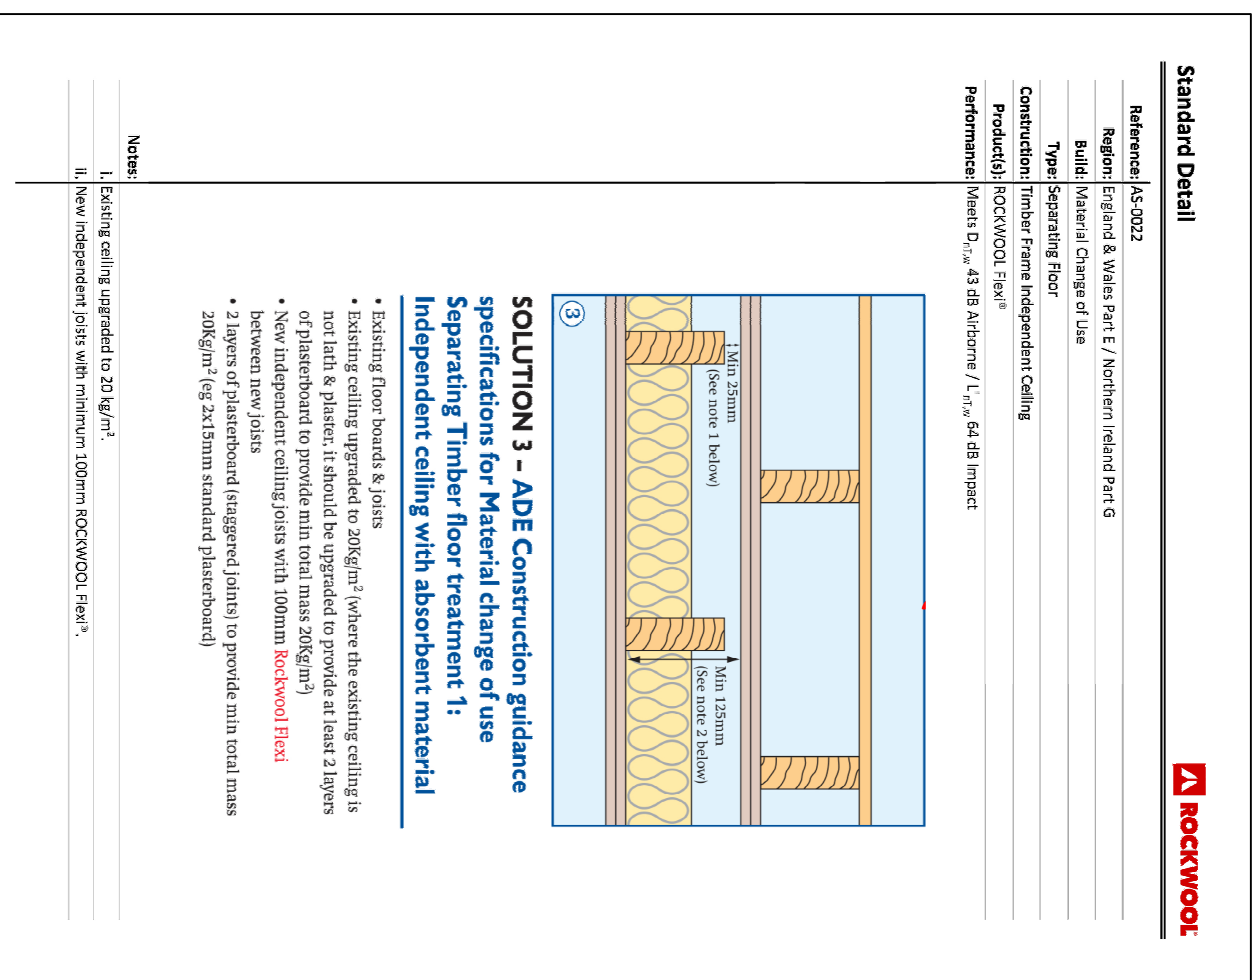 Standard Detail
ROCKWOOL®
Reference: AS-0022
Region: England & Wales Part E / Northern Ireland Part G
Build: Material Change of Use
Type: Separating Floor
Construction: Timber Frame Independent Ceiling
Product(s): ROCKWOOL Flexi®
Performance: Meets DnT,w 43 dB Airborne / L'nT,w 64 dB Impact
Min 25mm
(See note 1 below)
Min 125mm
(See note 2 below)
3
SOLUTION 3 – ADE Construction guidance
specifications for Material change of use
Separating Timber floor treatment 1:
Independent ceiling with absorbent material
• Existing floor boards & joists
• Existing ceiling upgraded to 20Kg/m² (where the existing ceiling is
not lath & plaster, it should be upgraded to provide at least 2 layers
of plasterboard to provide min total mass 20Kg/m²)
• New independent ceiling joists with 100mm Rockwool Flexi
between new joists
• 2 layers of plasterboard (staggered joints) to provide min total mass
20Kg/m² (eg 2x15mm standard plasterboard)
Notes:
i. Existing ceiling upgraded to 20 kg/m².
ii. New independent joists with minimum 100mm ROCKWOOL Flexi®.